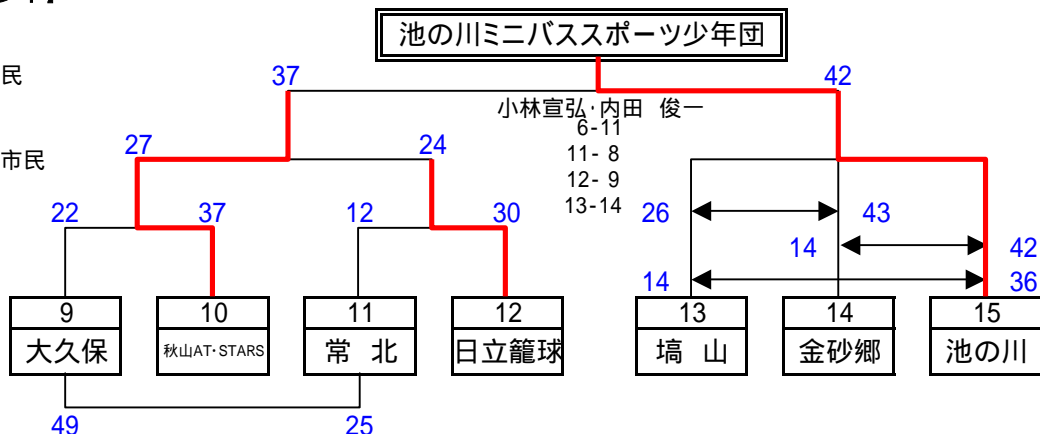 池の川ミニバススポーツ少年団
民
37
42
小林宣弘・内田 俊一
6-11
11- 8
12- 9
13-14
市民
27
24
22
37
12
30
26
43
14
42
14
36
9
10
11
12
13
14
15
大久保
秋山AT・STARS
常 北
日立籠球
塙 山
金砂郷
池の川
49
25